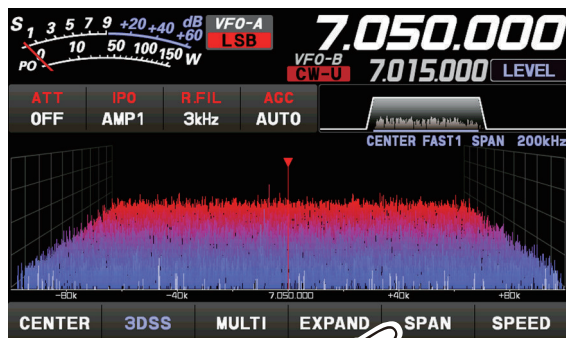 S 1 3 5 7 9 +20 +40 +60 dB
PO 0 10 50 100 150 W
VFO-A
LSB
7.050.000
VFO-B
CW-U
7.015.000
LEVEL
ATT IPO R.FIL AGC
OFF AMP1 3kHz AUTO
CENTER FAST1 SPAN 200kHz
-80k -40k 7.050.000 +40k +80k
CENTER 3DSS MULTI EXPAND SPAN SPEED